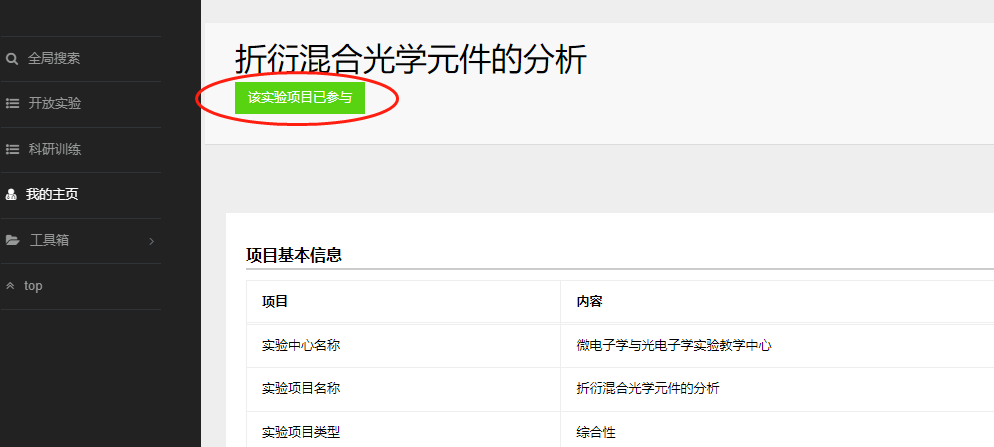 全局搜索
开放实验
科研训练
我的主页
工具箱
top
折衍混合光学元件的分析
该实验项目已参与
项目基本信息
项目 内容
实验中心名称 微电子学与光电子学实验教学中心
实验项目名称 折衍混合光学元件的分析
实验项目类型 综合性